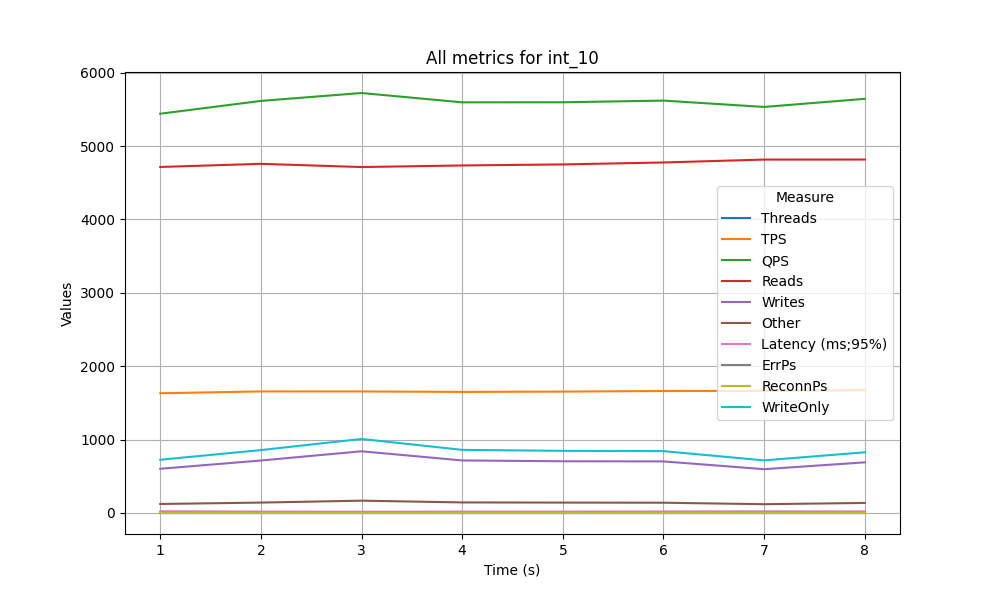 All metrics for int_10
6000
5000
4000
3000
2000
1000
0
Values
1 2 3 4 5 6 7 8
Time (s)
Measure
Threads
TPS
QPS
Reads
Writes
Other
Latency (ms;95%)
ErrPs
ReconnPs
WriteOnly